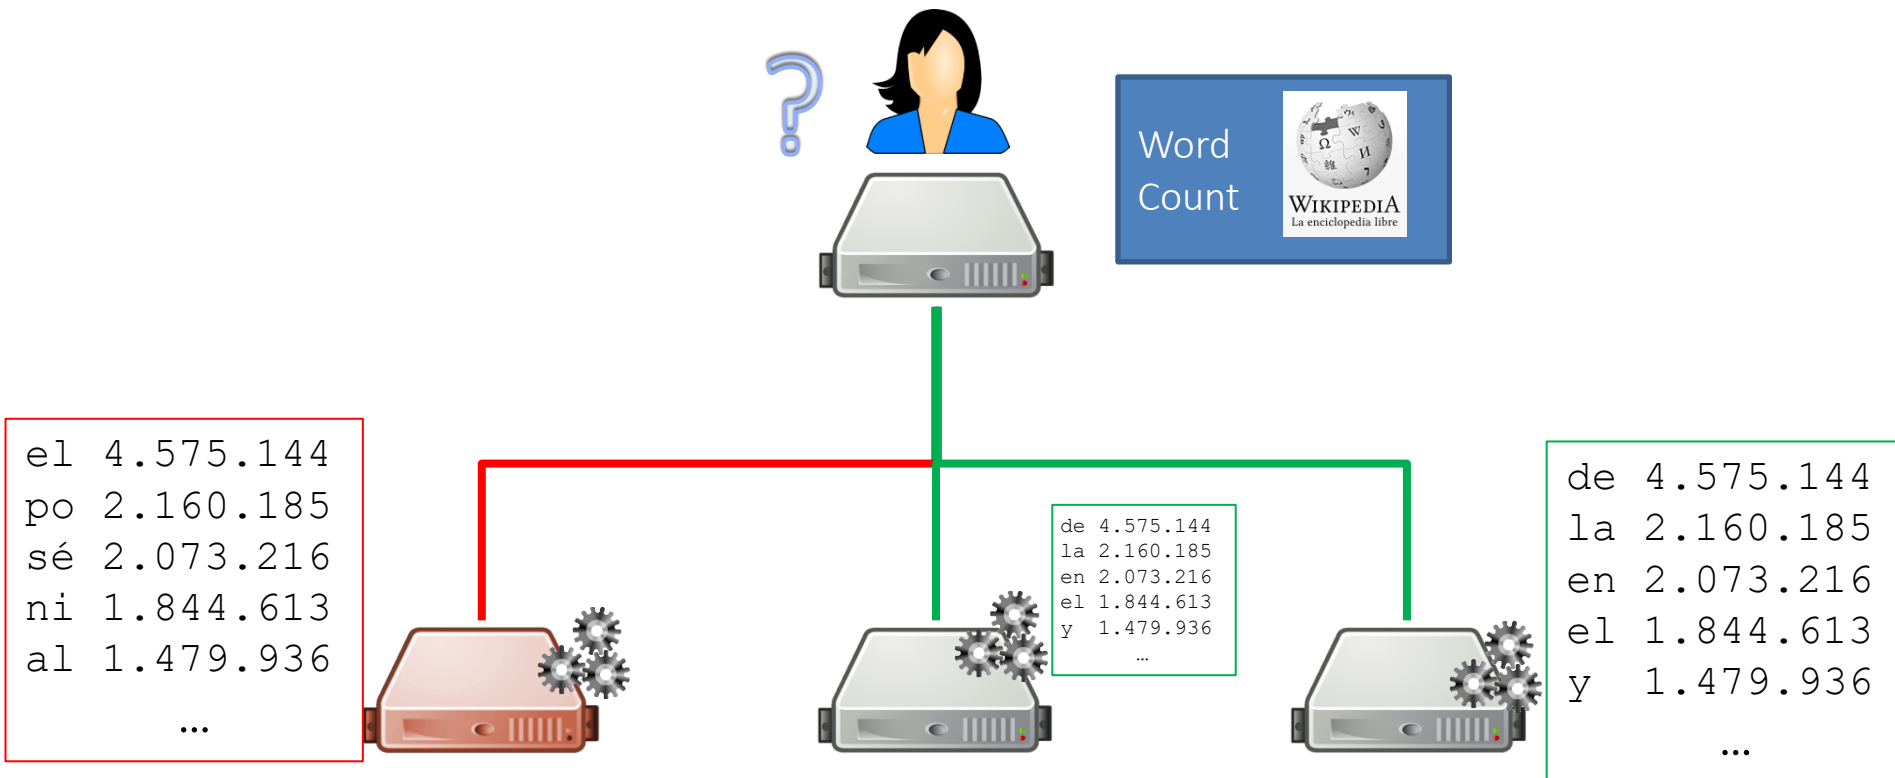 ?
Word
Count
WIKIPEDIA
La enciclopedia libre
el 4.575.144
po 2.160.185
sé 2.073.216
ni 1.844.613
al 1.479.936
…
de 4.575.144
la 2.160.185
en 2.073.216
el 1.844.613
y 1.479.936
…
de 4.575.144
la 2.160.185
en 2.073.216
el 1.844.613
y 1.479.936
…